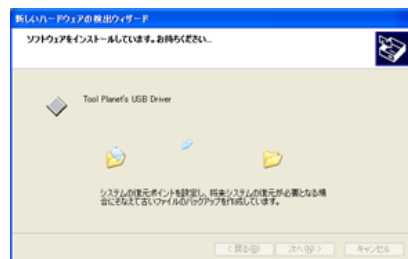 新しいハードウェアの検出ウィザード
ソフトウェアをインストールしています。お待ちください...
Tool Planet's USB Driver
システムの復元ポイントを設定し、将来システムの復元が必要となる場
合にそなえて古いファイルのバックアップを作成しています。
< 戻る(B)
次へ(N) >
キャンセル